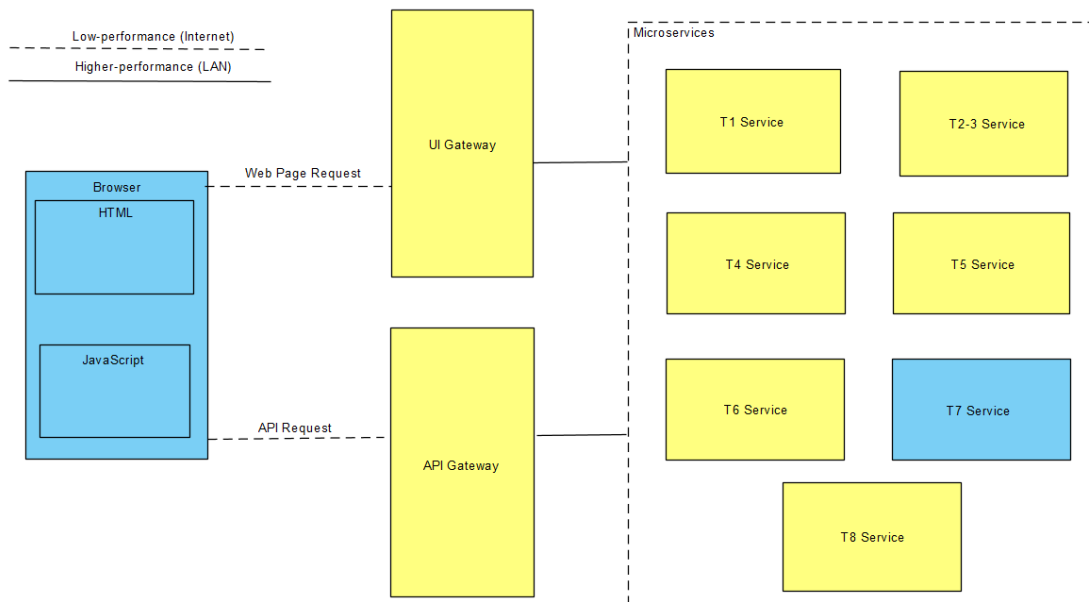 Low-performance (Internet)
Higher-performance (LAN)
Microservices
UI Gateway
T1 Service
T2-3 Service
Web Page Request
Browser
HTML
T4 Service
T5 Service
JavaScript
API Request
API Gateway
T6 Service
T7 Service
T8 Service